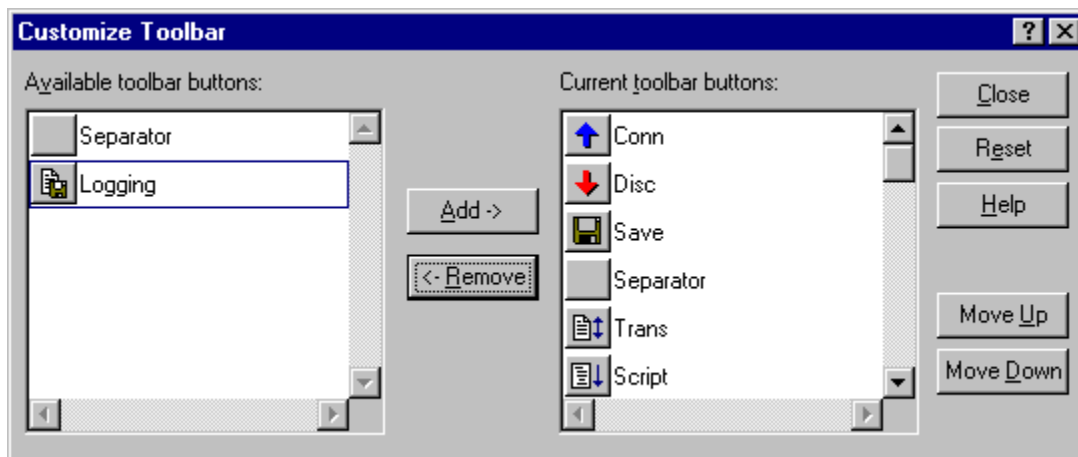 Customize Toolbar
Available toolbar buttons:
Separator
Logging
Add ->
<- Remove
Current toolbar buttons:
Conn
Disc
Save
Separator
Trans
Script
Close
Reset
Help
Move Up
Move Down